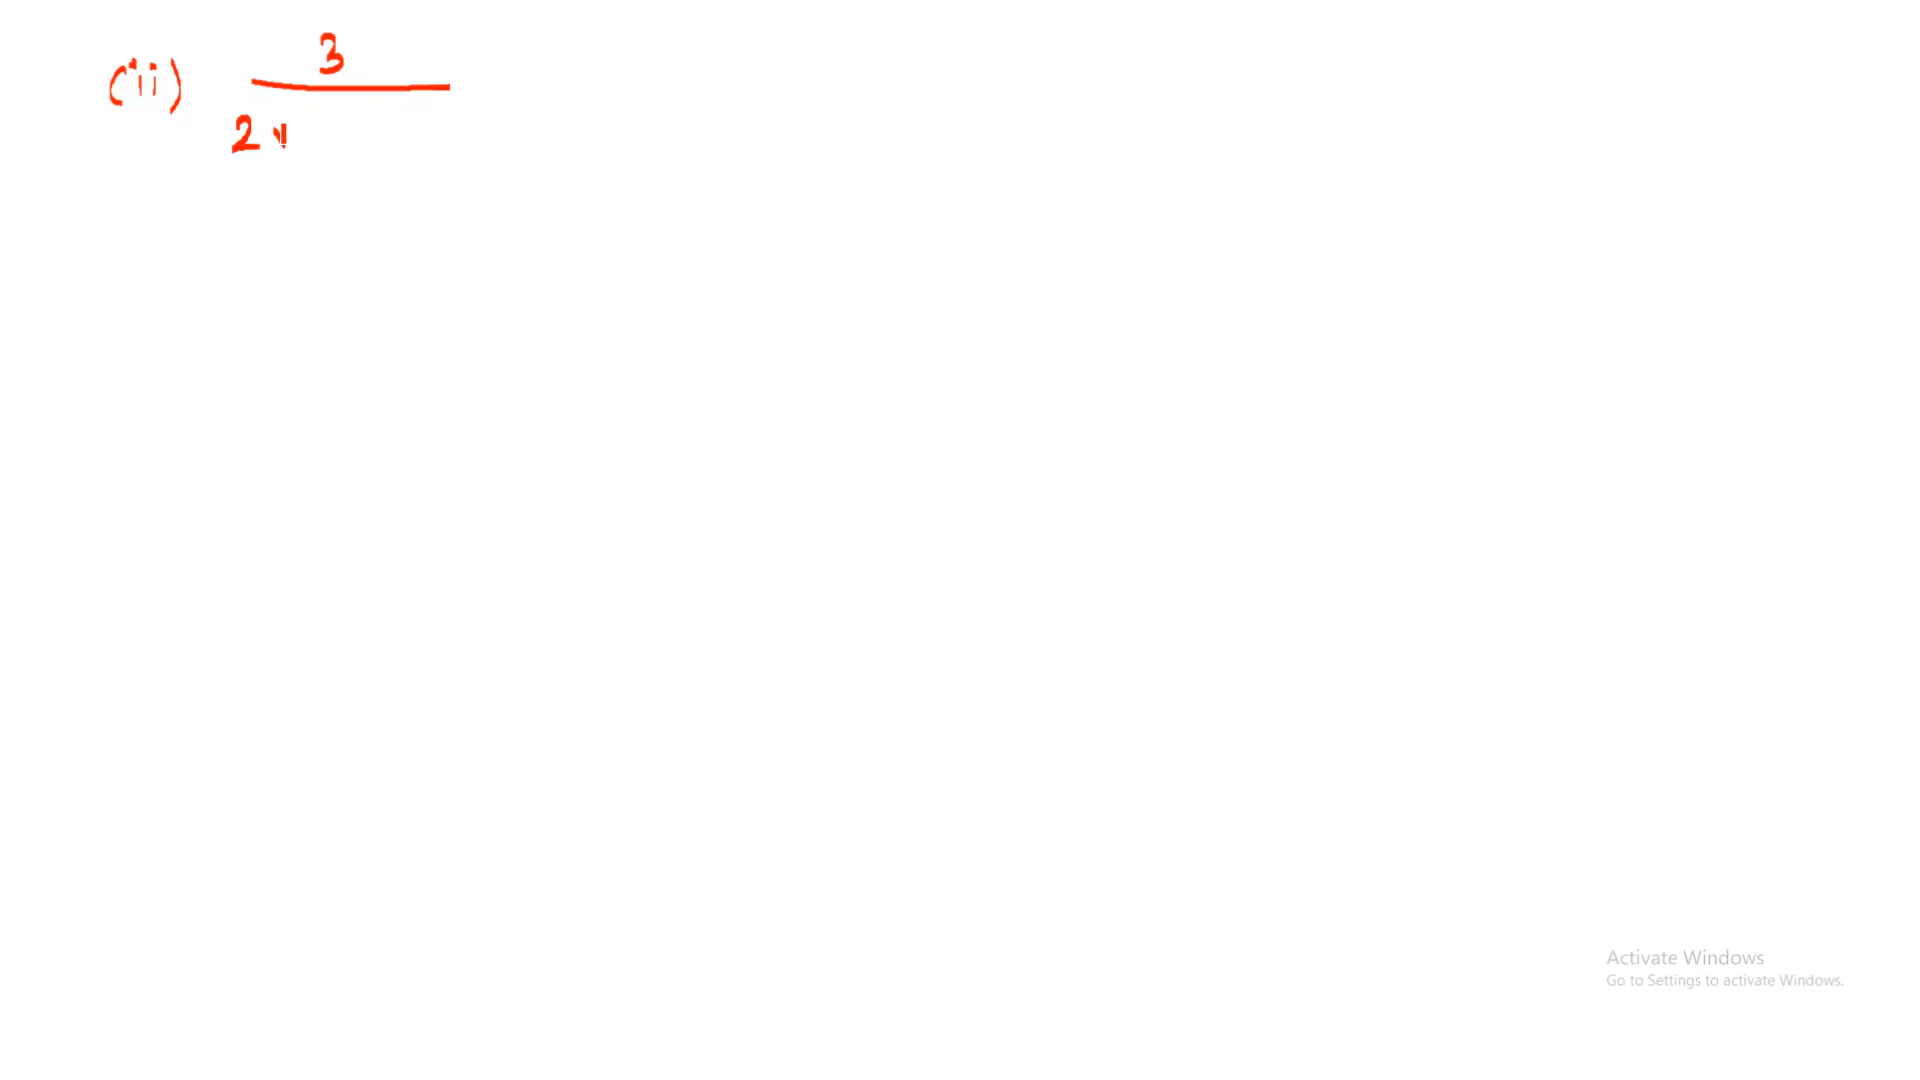 (ii) 3
2
Activate Windows
Go to Settings to activate Windows.